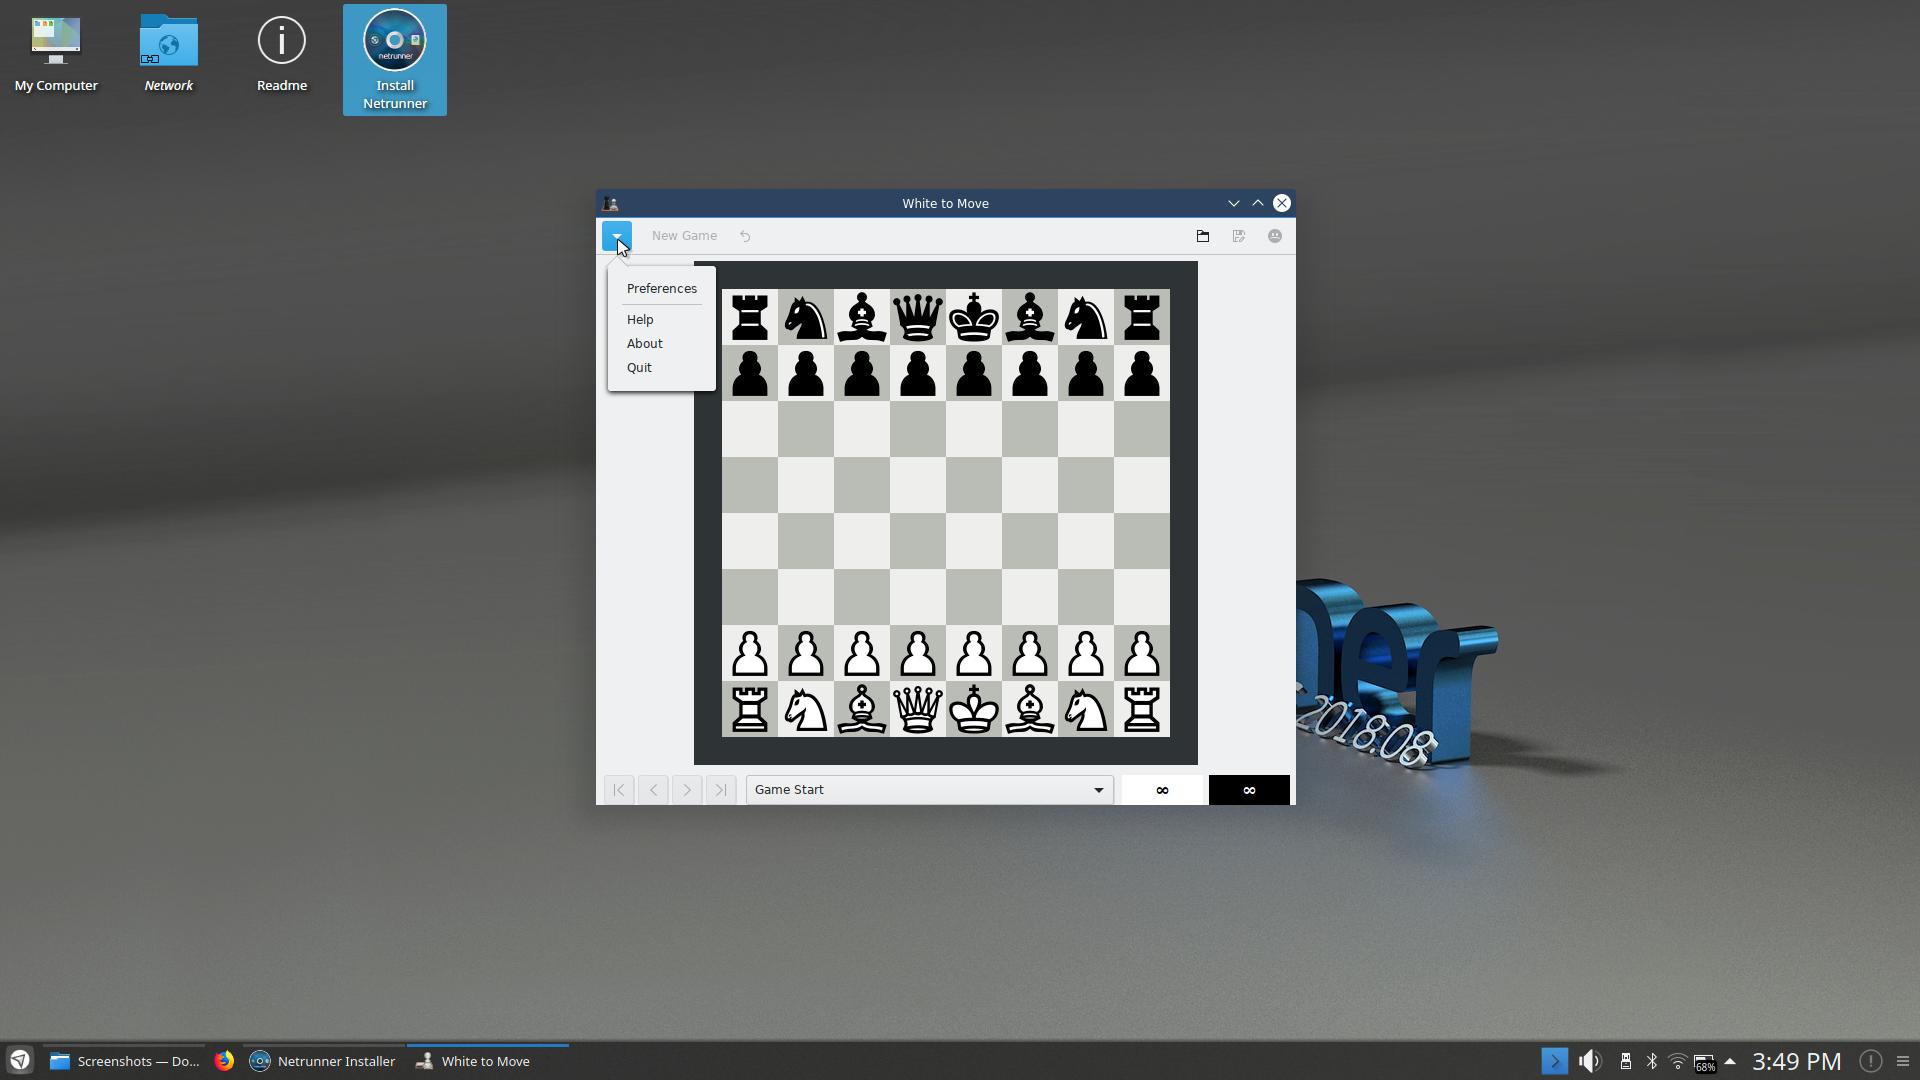 My Computer
Network
Readme
netrunner
Install
Netrunner
White to Move
New Game
Preferences
Help
About
Quit
ner
2018.08
Game Start
∞
∞
Screenshots — Do...
Netrunner Installer
White to Move
68%
3:49 PM